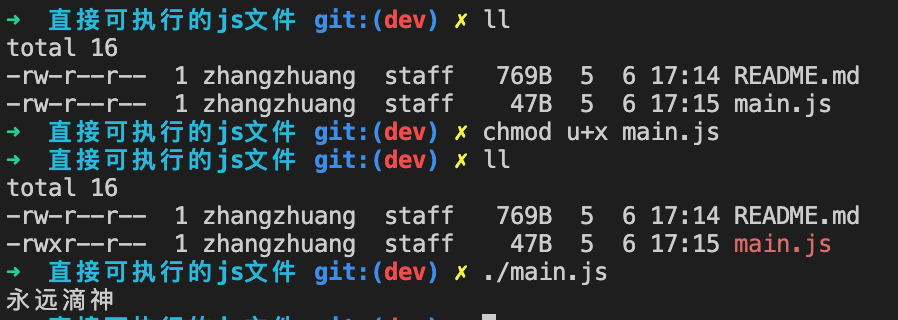 ➜ 直接可执行的js文件 git:(dev) ✗ ll
total 16
-rw-r--r-- 1 zhangzhuang staff 769B 5 6 17:14 README.md
-rw-r--r-- 1 zhangzhuang staff 47B 5 6 17:15 main.js
➜ 直接可执行的js文件 git:(dev) ✗ chmod u+x main.js
➜ 直接可执行的js文件 git:(dev) ✗ ll
total 16
-rw-r--r-- 1 zhangzhuang staff 769B 5 6 17:14 README.md
-rwxr--r-- 1 zhangzhuang staff 47B 5 6 17:15 main.js
➜ 直接可执行的js文件 git:(dev) ✗ ./main.js
永远滴神